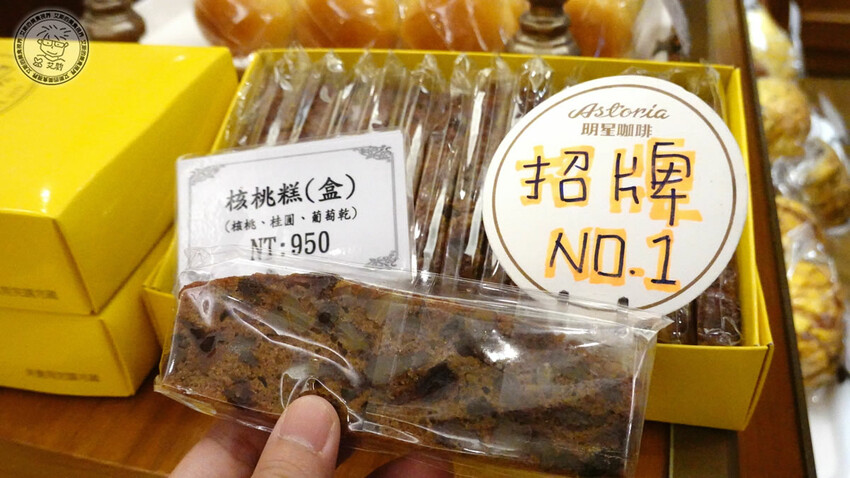 Astoria
明星咖啡
招牌
NO.1
核桃糕(盒)
(核桃、桂圓、葡萄乾)
NT:950